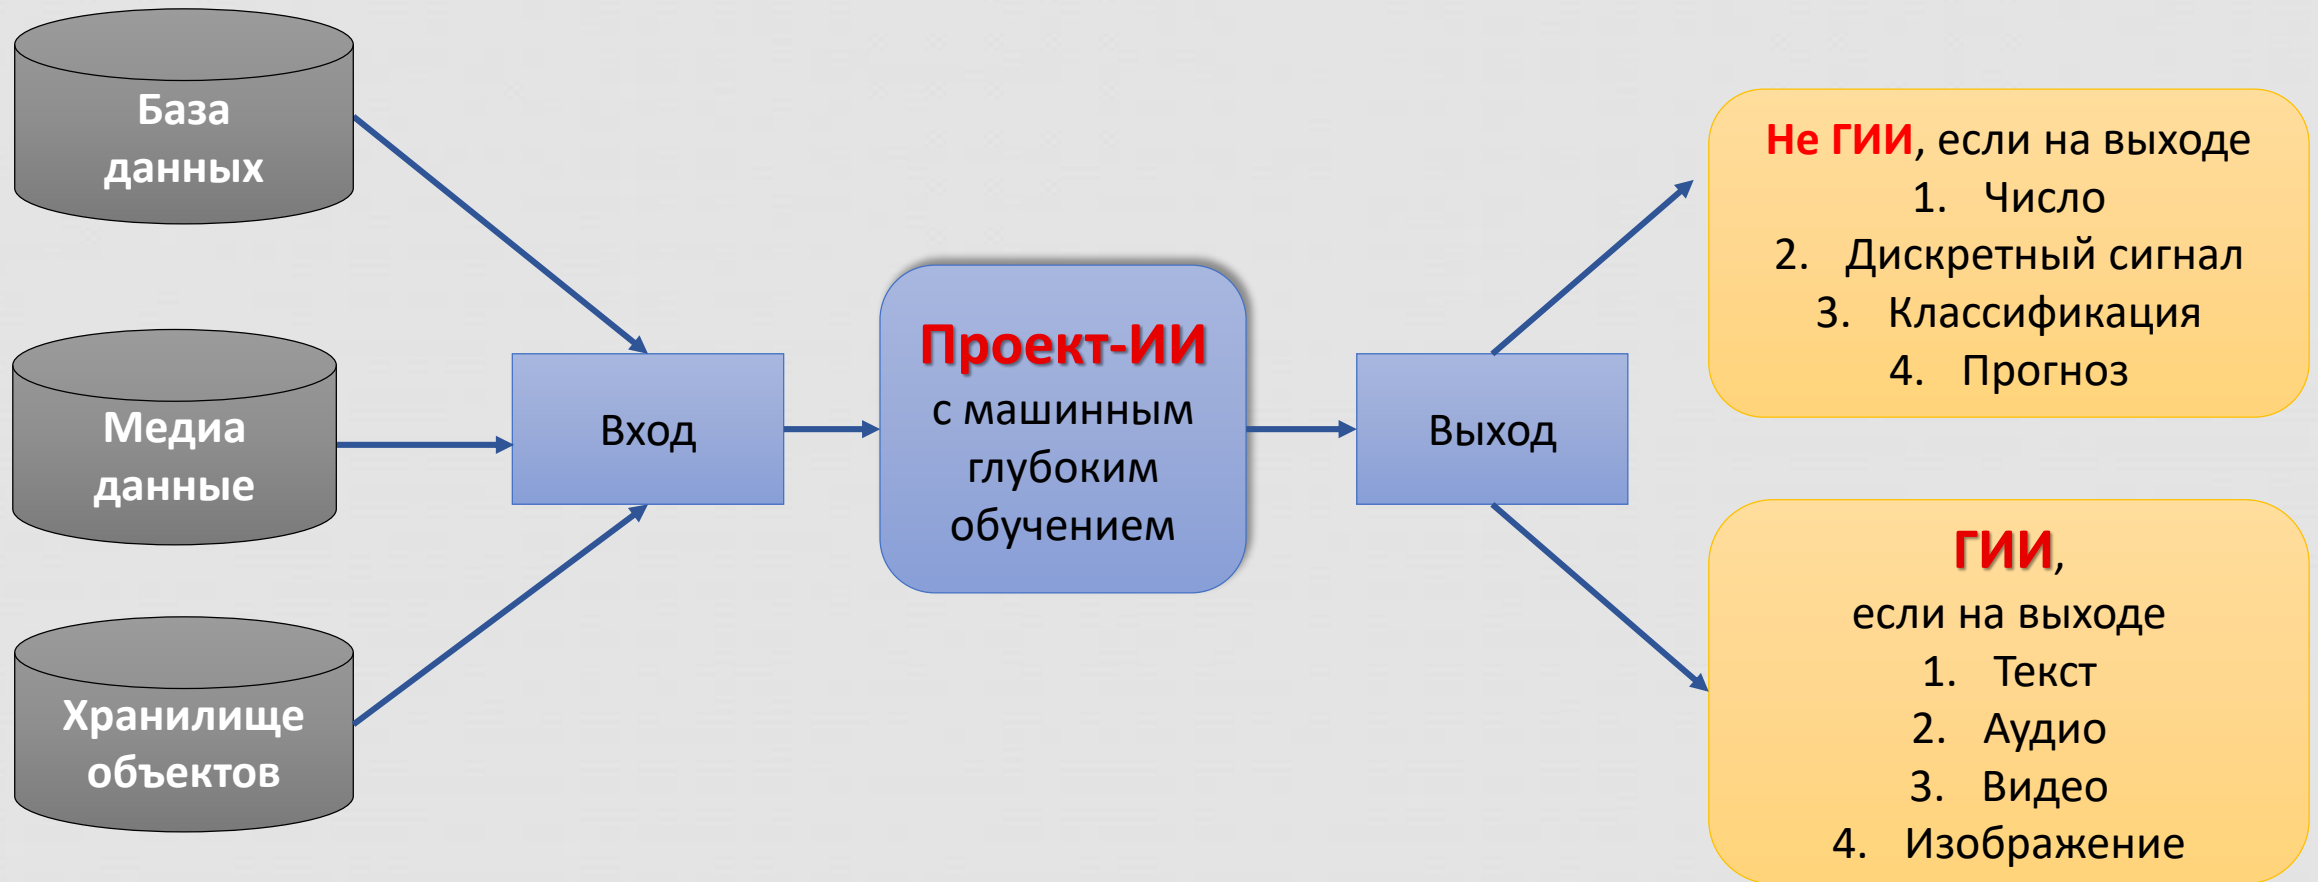 База
данных
Медиа
данные
Хранилище
объектов
Вход
Проект-ИИ
с машинным
глубоким
обучением
Выход
Не ГИИ, если на выходе
1. Число
2. Дискретный сигнал
3. Классификация
4. Прогноз
ГИИ,
если на выходе
1. Текст
2. Аудио
3. Видео
4. Изображение